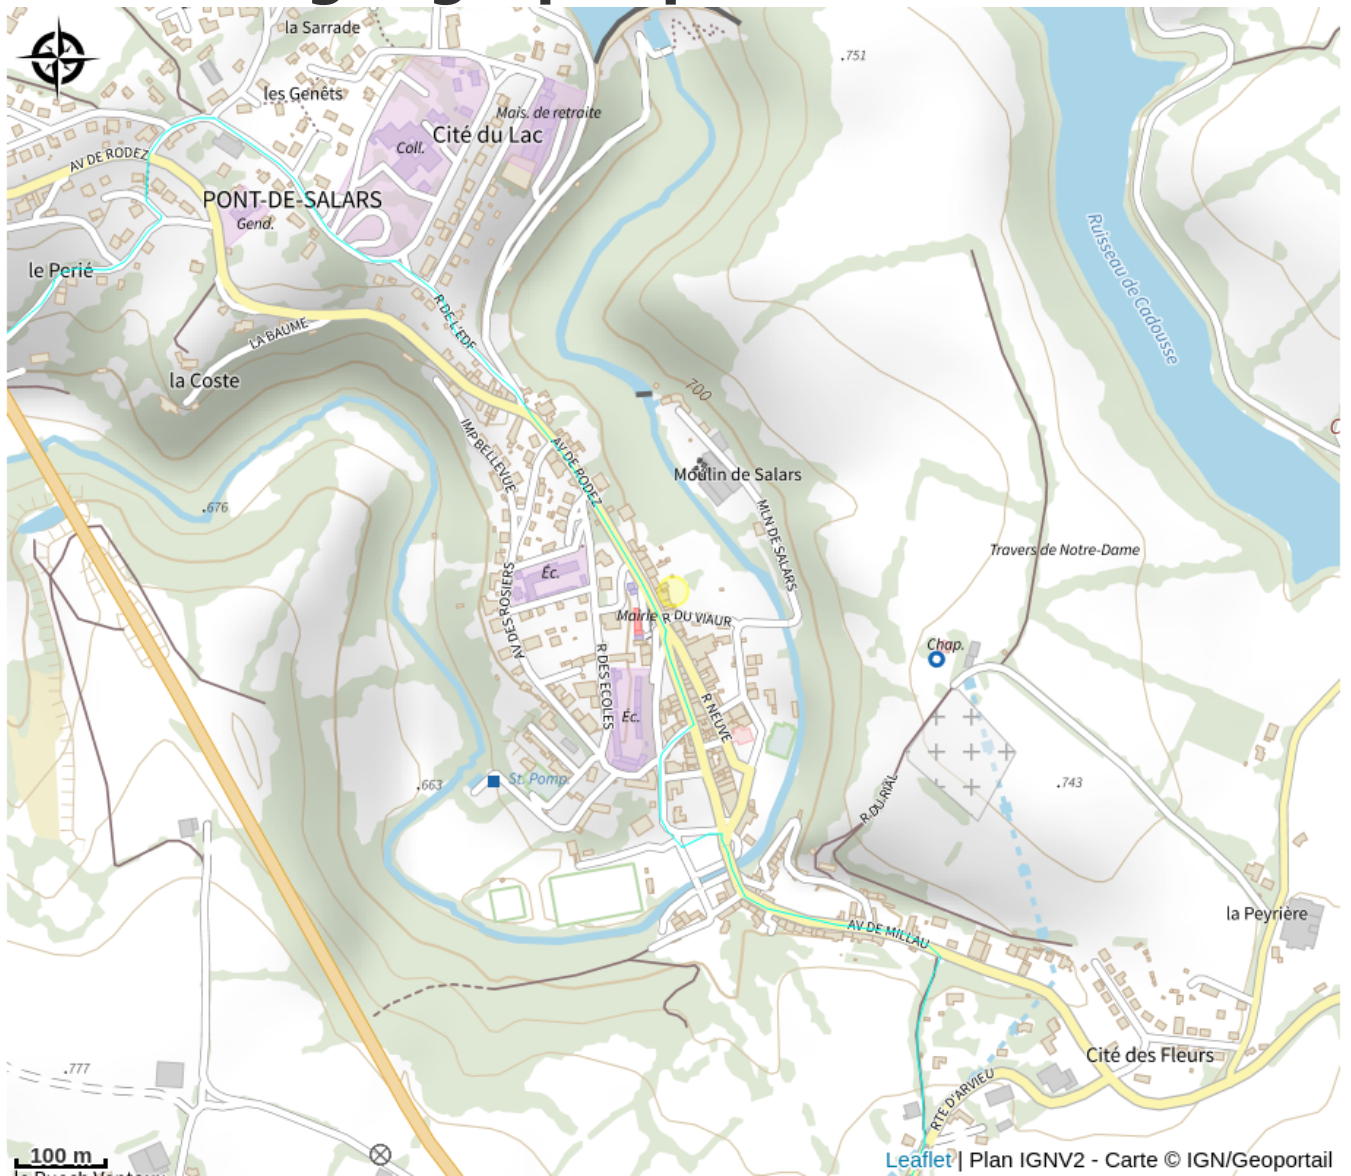 la Sarrade
.751
les Genêts
Mais. de retraite
Cité du Lac
Coll.
AV DE RODEZ
PONT-DE-SALARS
Gend.
Ruisseau de Cadousse
le Perié
R DE L'EDF
LA BAUME
la Coste
700
IMP BELLEVUE
AV DE RODEZ
Moulin de Salars
.676
MLN DE SALARS
Travers de Notre-Dame
Éc.
AV DES ROSIERS
Mairie
R DU VIAUR
Chap.
R DES ECOLES
R NEUVE
Éc.
St. Pomp.
.663
.743
R DU RIAL
la Peyrière
AV DE MILLAU
Cité des Fleurs
.777
RTE D'ARVIEU
100 m
Leaflet | Plan IGNV2 - Carte © IGN/Geoportail